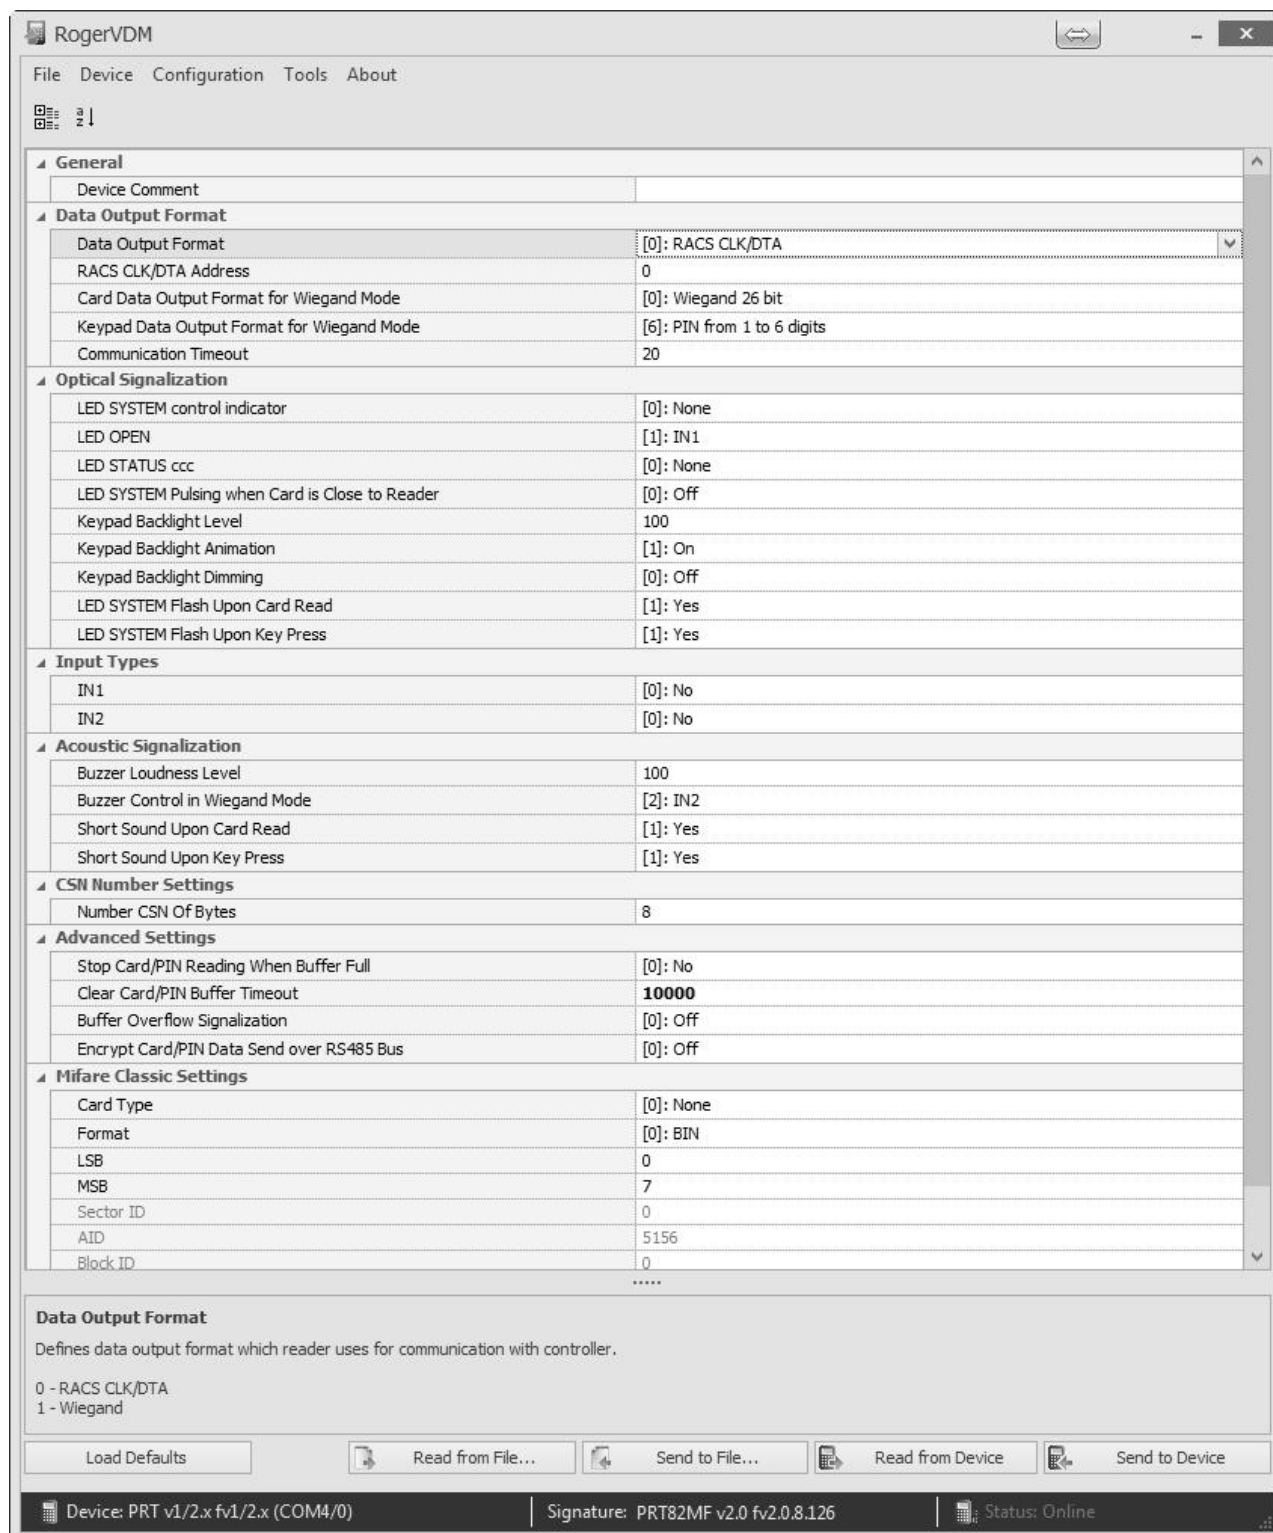 RogerVDM
File Device Configuration Tools About
General
Device Comment
Data Output Format
Data Output Format [0]: RACS CLK/DTA
RACS CLK/DTA Address 0
Card Data Output Format for Wiegand Mode [0]: Wiegand 26 bit
Keypad Data Output Format for Wiegand Mode [6]: PIN from 1 to 6 digits
Communication Timeout 20
Optical Signalization
LED SYSTEM control indicator [0]: None
LED OPEN [1]: IN1
LED STATUS ccc [0]: None
LED SYSTEM Pulsing when Card is Close to Reader [0]: Off
Keypad Backlight Level 100
Keypad Backlight Animation [1]: On
Keypad Backlight Dimming [0]: Off
LED SYSTEM Flash Upon Card Read [1]: Yes
LED SYSTEM Flash Upon Key Press [1]: Yes
Input Types
IN1 [0]: No
IN2 [0]: No
Acoustic Signalization
Buzzer Loudness Level 100
Buzzer Control in Wiegand Mode [2]: IN2
Short Sound Upon Card Read [1]: Yes
Short Sound Upon Key Press [1]: Yes
CSN Number Settings
Number CSN Of Bytes 8
Advanced Settings
Stop Card/PIN Reading When Buffer Full [0]: No
Clear Card/PIN Buffer Timeout 10000
Buffer Overflow Signalization [0]: Off
Encrypt Card/PIN Data Send over RS485 Bus [0]: Off
Mifare Classic Settings
Card Type [0]: None
Format [0]: BIN
LSB 0
MSB 7
Sector ID 0
AID 5156
Block ID 0
Data Output Format
Defines data output format which reader uses for communication with controller.
0 - RACS CLK/DTA
1 - Wiegand
Load Defaults Read from File... Send to File... Read from Device Send to Device
Device: PRT v1/2.x fv1/2.x (COM4/0) Signature: PRT82MF v2.0 fv2.0.8.126 Status: Online